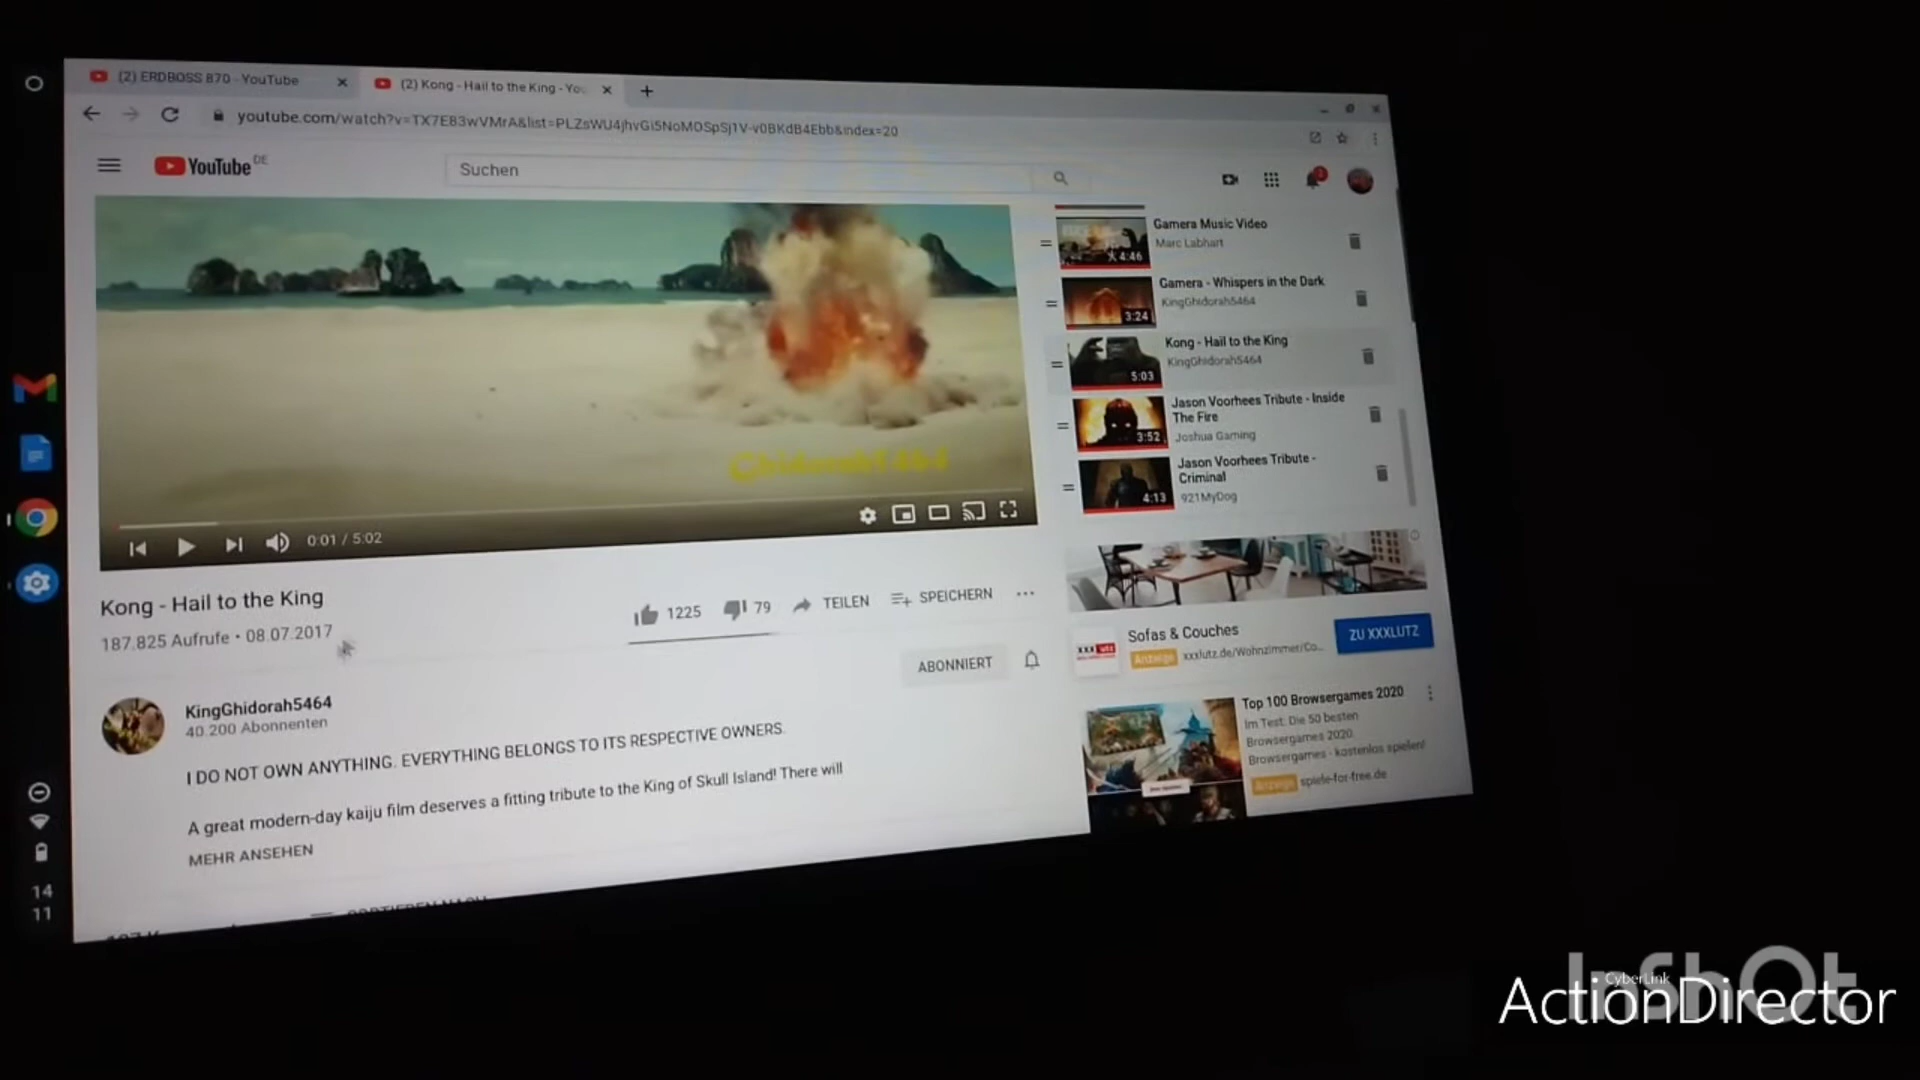 (2) ERDBOSS 870 - YouTube
(2) Kong - Hail to the King - You
youtube.com/watch?v=TX7E83wVMrA&list=PLZsWU4jhvGi5NoMOSpSj1V-v0BKdB4Ebb&index=20
YouTube DE
Suchen
2
Ghidorah5464
0:01 / 5:02
Kong - Hail to the King
187.825 Aufrufe • 08.07.2017
1225
79
TEILEN
SPEICHERN
KingGhidorah5464
40.200 Abonnenten
ABONNIERT
I DO NOT OWN ANYTHING. EVERYTHING BELONGS TO ITS RESPECTIVE OWNERS.
A great modern-day kaiju film deserves a fitting tribute to the King of Skull Island! There will
MEHR ANSEHEN
SORTIEREN NACH
Gamera Music Video
Marc Labhart
4:46
Gamera - Whispers in the Dark
KingGhidorah5464
3:24
Kong - Hail to the King
KingGhidorah5464
5:03
Jason Voorhees Tribute - Inside
The Fire
Joshua Gaming
3:52
Jason Voorhees Tribute -
Criminal
921MyDog
4:13
Sofas & Couches
Anzeige xxxlutz.de/Wohnzimmer/Co...
ZU XXXLUTZ
Top 100 Browsergames 2020
Im Test: Die 50 besten
Browsergames 2020.
Browsergames - kostenlos spielen!
Anzeige spiele-for-free.de
14
11
InShOt
CyberLink
ActionDirector